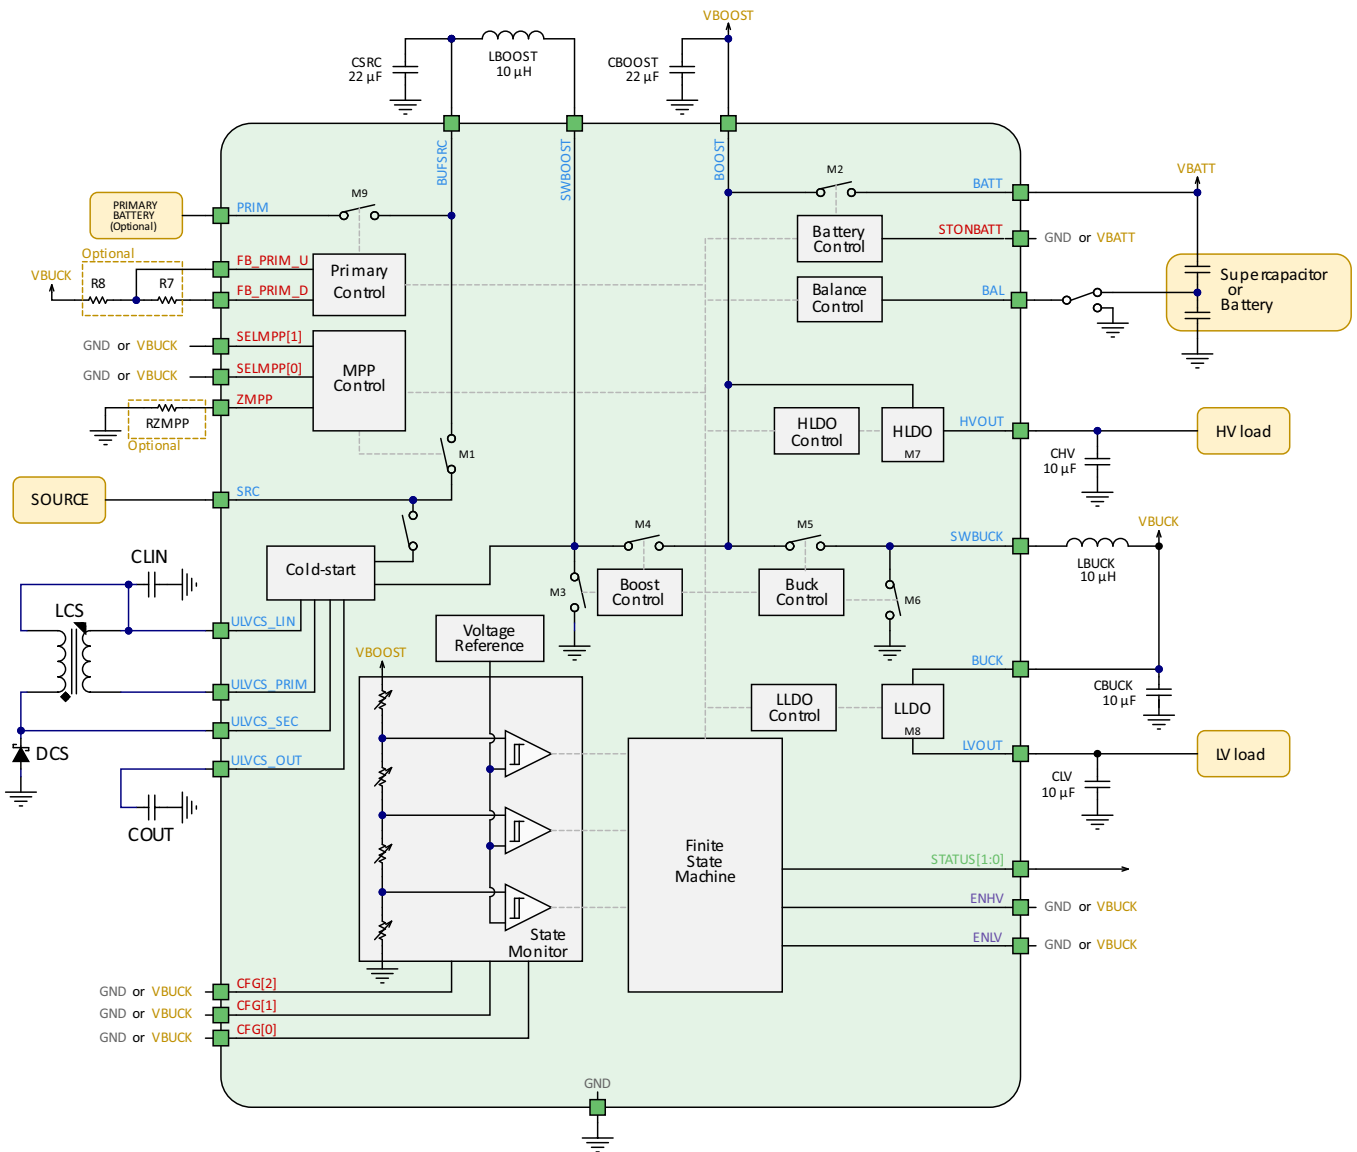 VBOOST
CSRC
22 µF
LBOOST
10 µH
CBOOST
22 µF
BUFSRC
SWBOOST
BOOST
PRIMARY
BATTERY
(Optional)
PRIM
M9
M2
BATT
VBATT
Battery
Control
STONBATT
GND or VBATT
Optional
VBUCK
R8
R7
FB_PRIM_U
FB_PRIM_D
Primary
Control
Balance
Control
BAL
Supercapacitor
or
Battery
GND or VBUCK
SELMPP[1]
GND or VBUCK
SELMPP[0]
MPP
Control
ZMPP
RZMPP
Optional
M1
HLDO
Control
HLDO
M7
HVOUT
HV load
CHV
10 µF
SOURCE
SRC
M4
M5
SWBUCK
VBUCK
LBUCK
10 µH
CLIN
Cold-start
M3
Boost
Control
Buck
Control
M6
LCS
ULVCS_LIN
Voltage
Reference
VBOOST
BUCK
ULVCS_PRIM
LLDO
Control
LLDO
M8
CBUCK
10 µF
ULVCS_SEC
DCS
LVOUT
LV load
ULVCS_OUT
CLV
10 µF
COUT
Finite
State
Machine
STATUS[1:0]
ENHV
GND or VBUCK
State
Monitor
ENLV
GND or VBUCK
GND or VBUCK
CFG[2]
GND or VBUCK
CFG[1]
GND or VBUCK
CFG[0]
GND